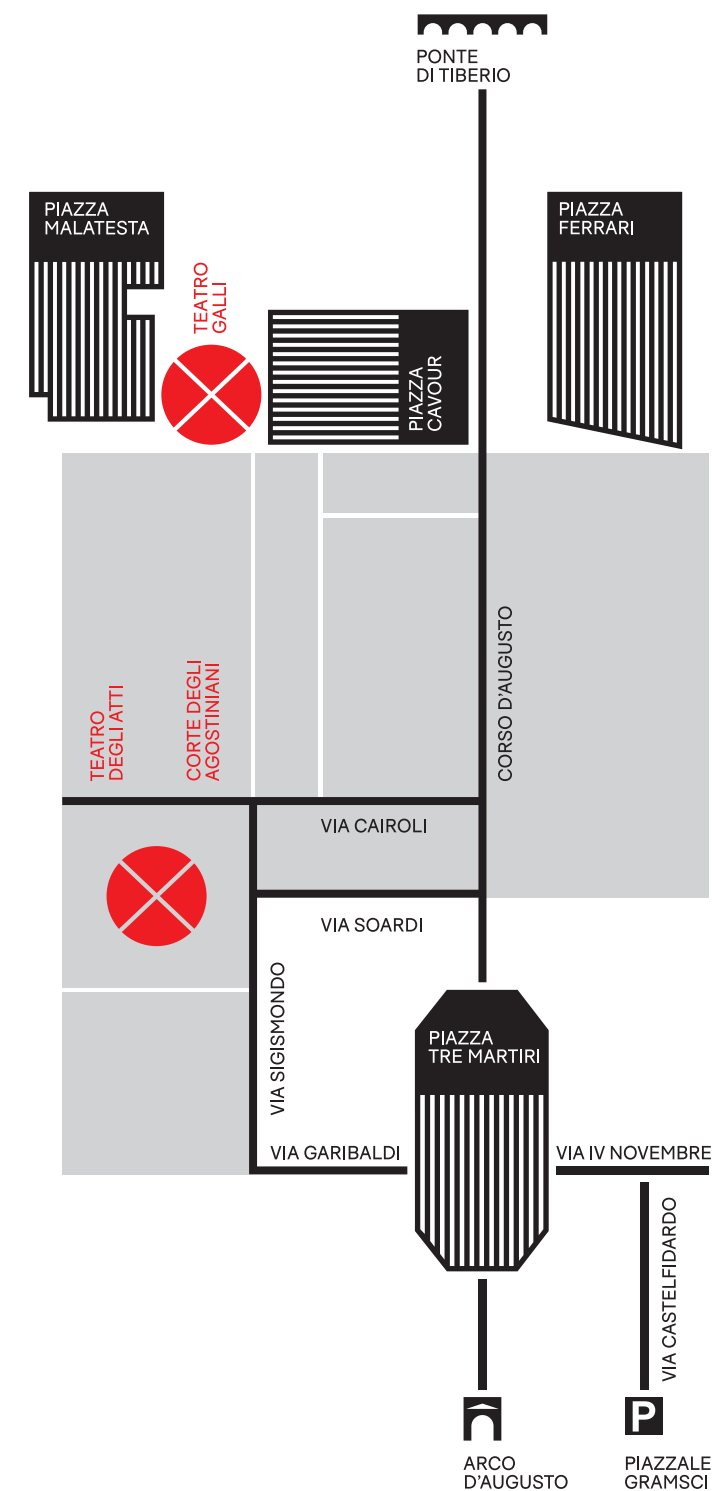 PONTE
DI TIBERIO
PIAZZA
MALATESTA
PIAZZA
FERRARI
TEATRO
GALLI
PIAZZA
CAVOUR
CORSO D'AUGUSTO
TEATRO
DEGLI ATTI
CORTE DEGLI
AGOSTINIANI
VIA CAIROLI
VIA SOARDI
VIA SIGISMONDO
PIAZZA
TRE MARTIRI
VIA GARIBALDI
VIA IV NOVEMBRE
VIA CASTELFIDARDO
P
ARCO
D'AUGUSTO
PIAZZALE
GRAMSCI